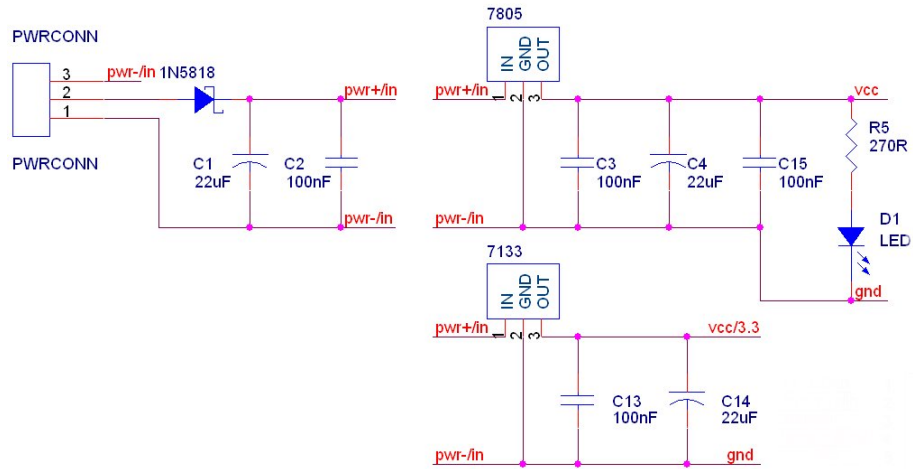 PWRCONN
3
pwr-/in
1N5818
2
pwr+/in
1
PWRCONN
C1
22uF
C2
100nF
pwr-/in
7805
IN
GND
OUT
pwr+/in
1
2
3
vcc
R5
270R
C3
100nF
C4
22uF
C15
100nF
D1
LED
pwr-/in
gnd
7133
IN
GND
OUT
pwr+/in
1
2
3
vcc/3.3
C13
100nF
C14
22uF
pwr-/in
gnd